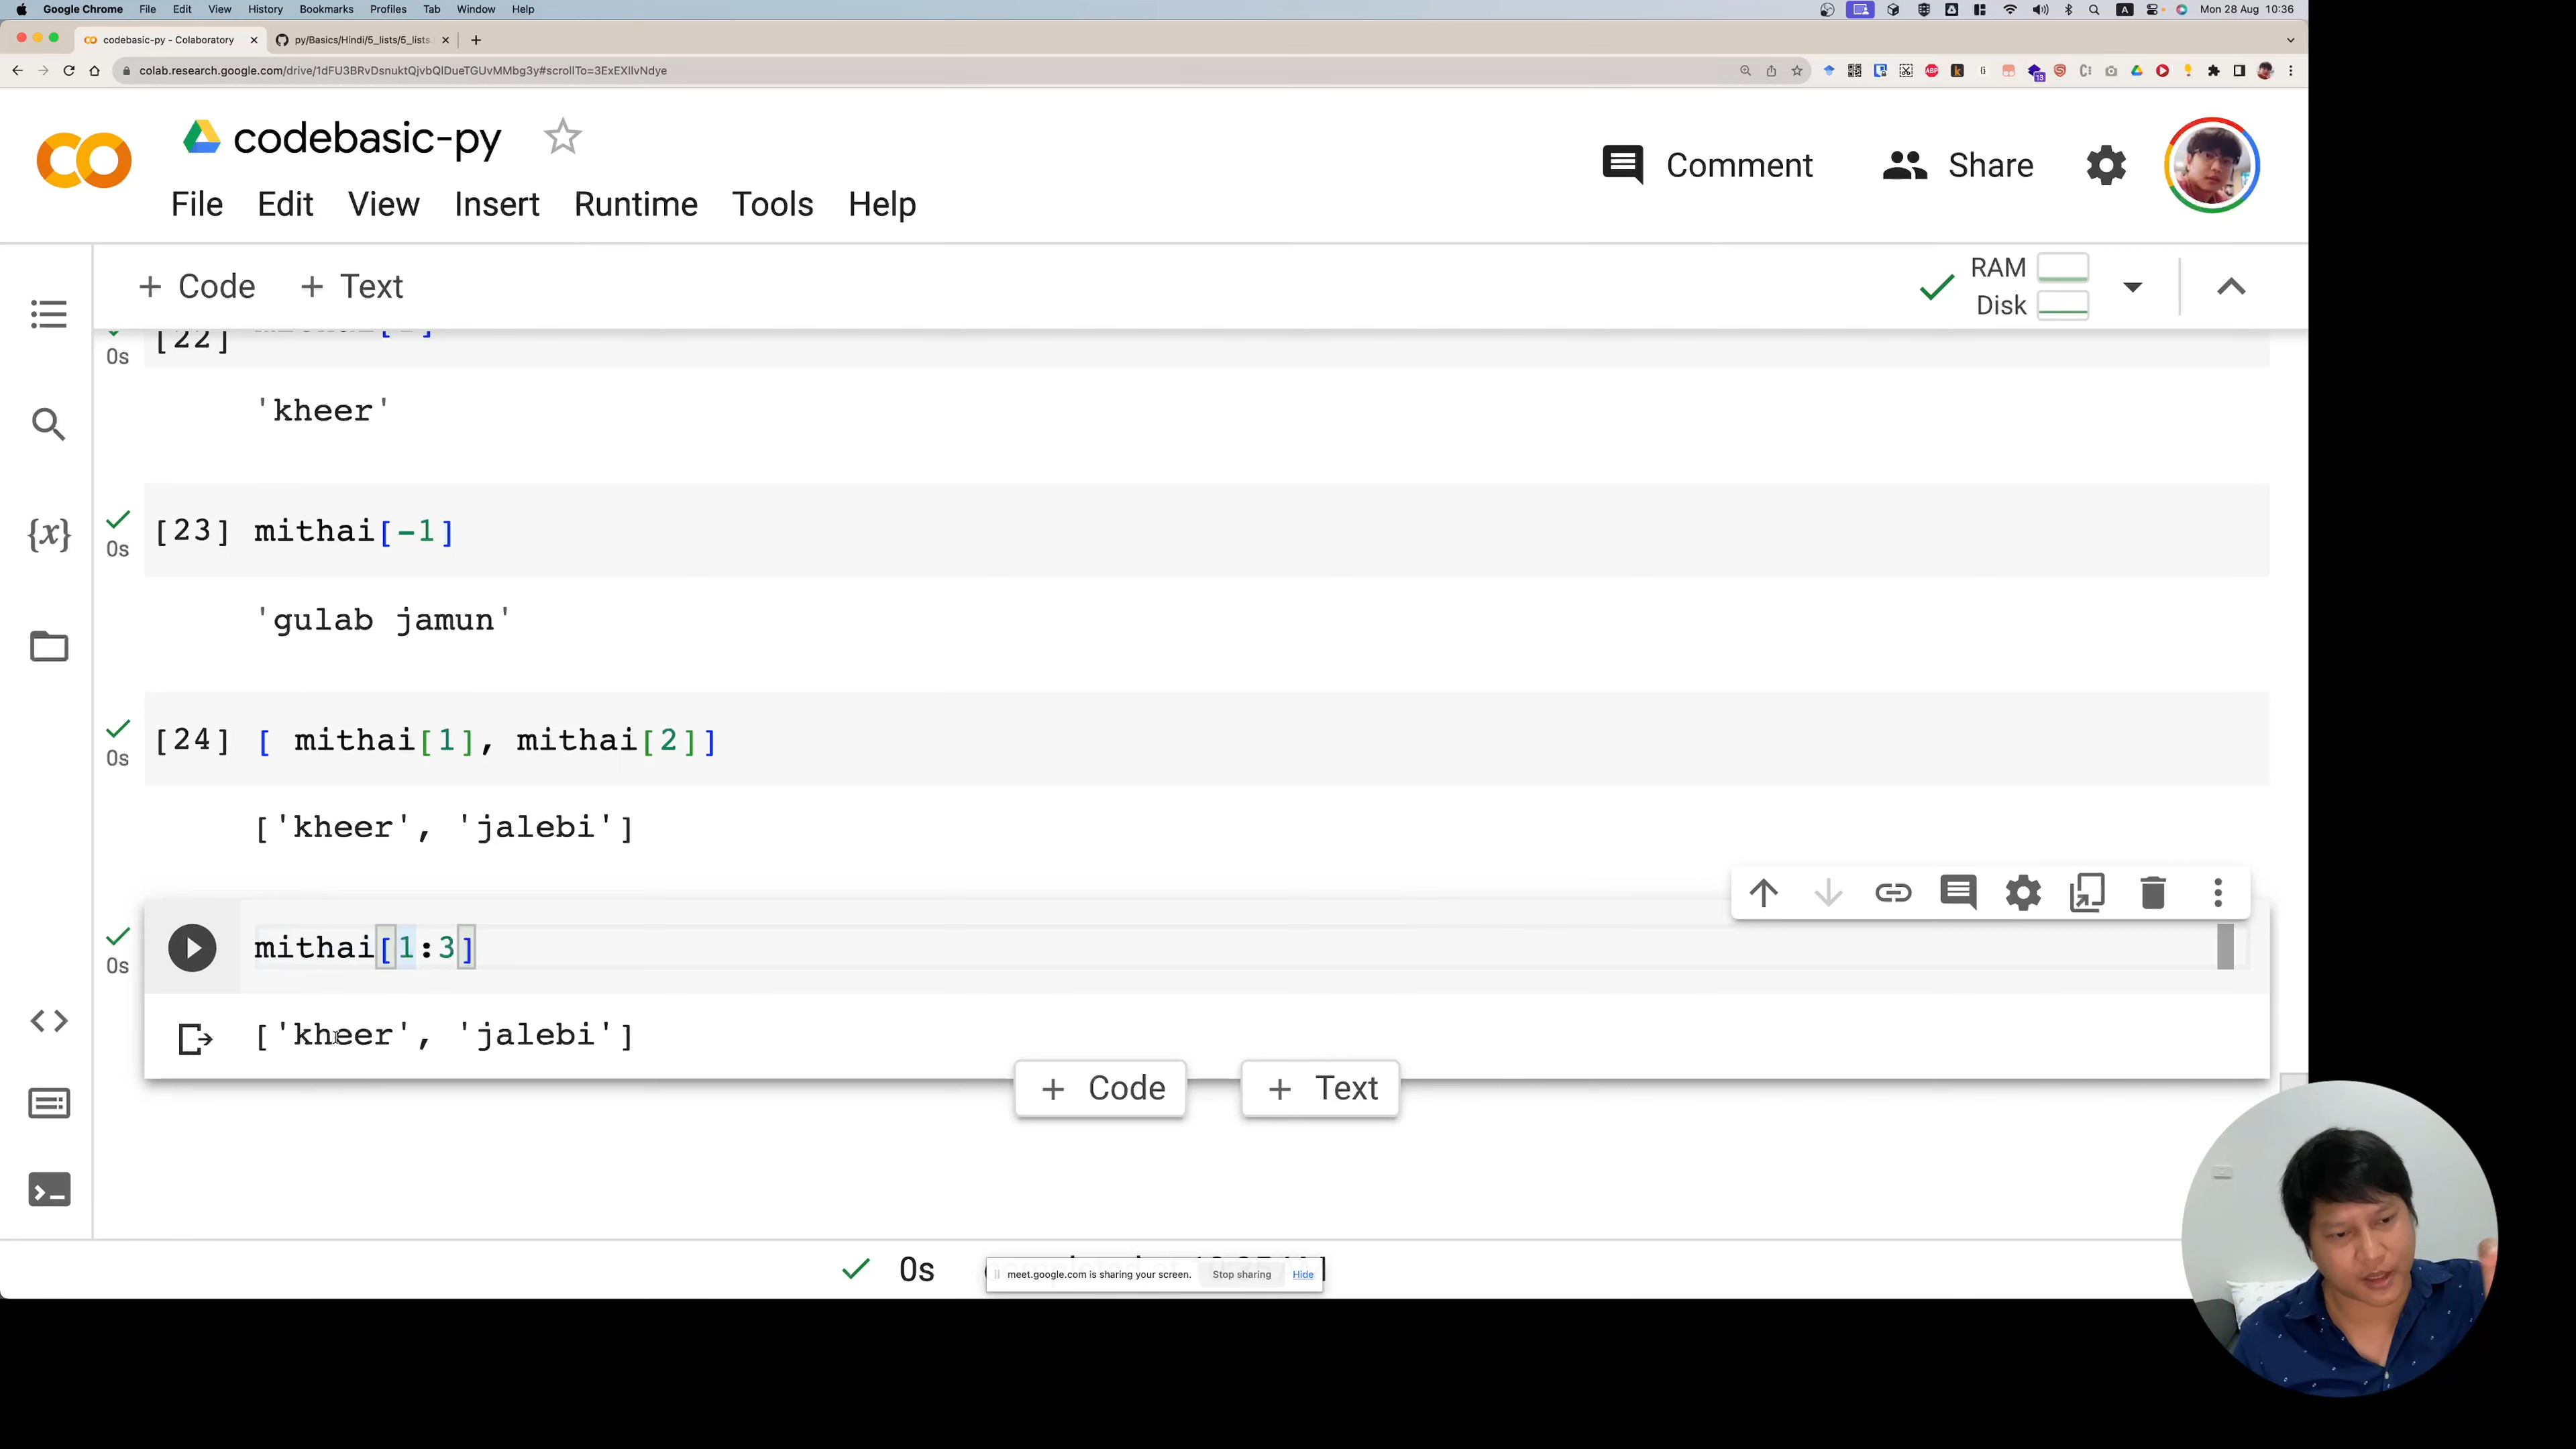 Google Chrome File Edit View History Bookmarks Profiles Tab Window Help
A Mon 28 Aug 10:36
codebasic-py - Colaboratory
py/Basics/Hindi/5_lists/5_lists.
colab.research.google.com/drive/1dFU3BRvDsnuktQjvbQIDueTGUvMMbg3y#scrollTo=3ExEXlIvNdye
codebasic-py
Comment Share
File Edit View Insert Runtime Tools Help
+ Code + Text
RAM
Disk
[22]
0s
'kheer'
[23] mithai[-1]
0s
'gulab jamun'
[24] [ mithai[1], mithai[2]]
0s
['kheer', 'jalebi']
mithai[1:3]
0s
['kheer', 'jalebi']
+ Code + Text
0s
meet.google.com is sharing your screen. Stop sharing Hide